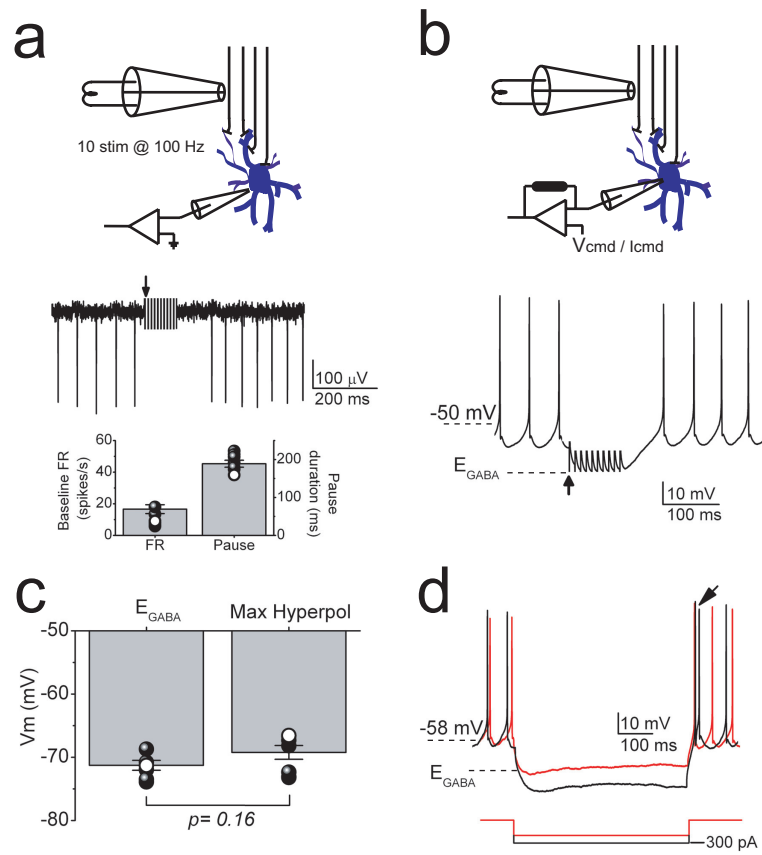 a
10 stim @ 100 Hz
100 μV
200 ms
Baseline FR
(spikes/s)
60
40
20
0
FR
Pause
200
100
0
Pause
duration (ms)
b
Vcmd / Icmd
-50 mV
EGABA
10 mV
100 ms
c
EGABA
Max Hyperpol
Vm (mV)
-50
-60
-70
-80
p= 0.16
d
-58 mV
10 mV
100 ms
EGABA
300 pA